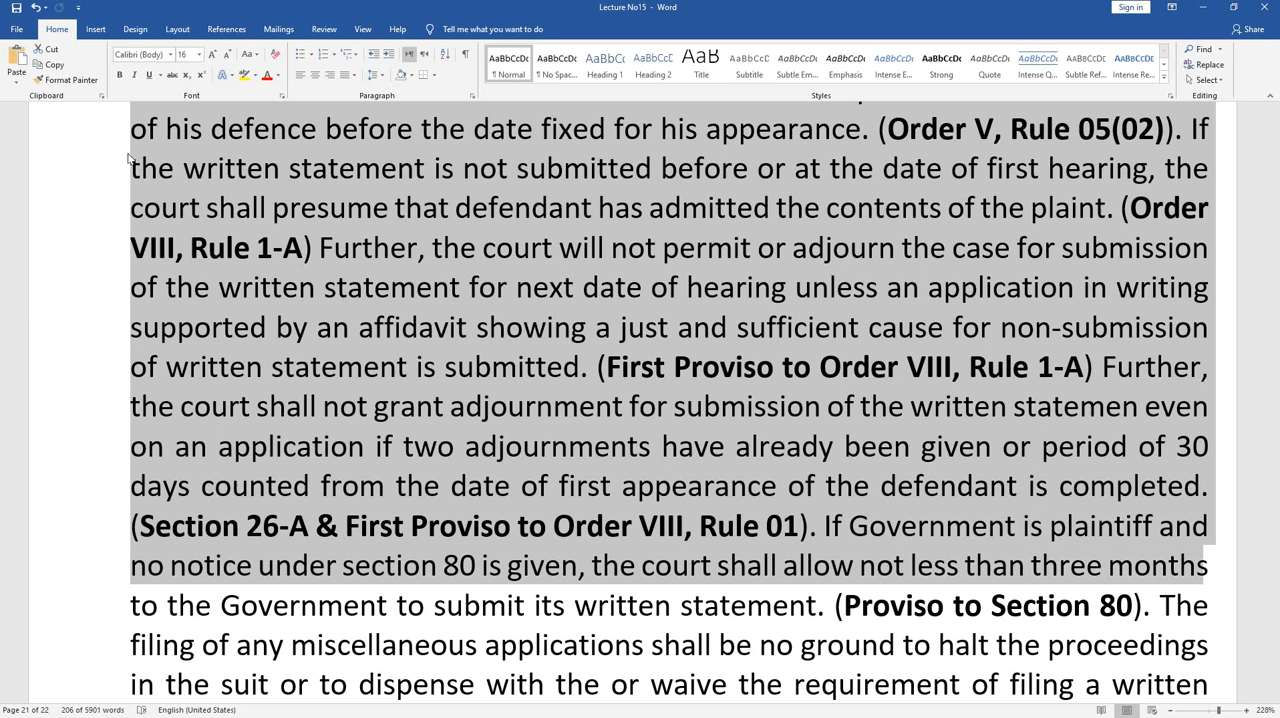 Lecture No15 - Word
Sign in
File Home Insert Design Layout References Mailings Review View Help Tell me what you want to do Share
Paste Cut Copy Format Painter
Calibri (Body) 16
AaBbCcDc AaBbCcDc AaBbCc AaBbCcD AaB AaBbCcD AaBbCcDc AaBbCcDc AaBbCcDc AaBbCcDc AaBbCcDc AaBbCcDc AaBbCcDc AaBbCcDc
¶ Normal ¶ No Spac... Heading 1 Heading 2 Title Subtitle Subtle Em... Emphasis Intense E... Strong Quote Intense Q... Subtle Ref... Intense Re...
Find Replace Select
Clipboard Font Paragraph Styles Editing
of his defence before the date fixed for his appearance. (Order V, Rule 05(02)). If
the written statement is not submitted before or at the date of first hearing, the
court shall presume that defendant has admitted the contents of the plaint. (Order
VIII, Rule 1-A) Further, the court will not permit or adjourn the case for submission
of the written statement for next date of hearing unless an application in writing
supported by an affidavit showing a just and sufficient cause for non-submission
of written statement is submitted. (First Proviso to Order VIII, Rule 1-A) Further,
the court shall not grant adjournment for submission of the written statemen even
on an application if two adjournments have already been given or period of 30
days counted from the date of first appearance of the defendant is completed.
(Section 26-A & First Proviso to Order VIII, Rule 01). If Government is plaintiff and
no notice under section 80 is given, the court shall allow not less than three months
to the Government to submit its written statement. (Proviso to Section 80). The
filing of any miscellaneous applications shall be no ground to halt the proceedings
in the suit or to dispense with the or waive the requirement of filing a written
Page 21 of 22 206 of 5901 words English (United States) 228%